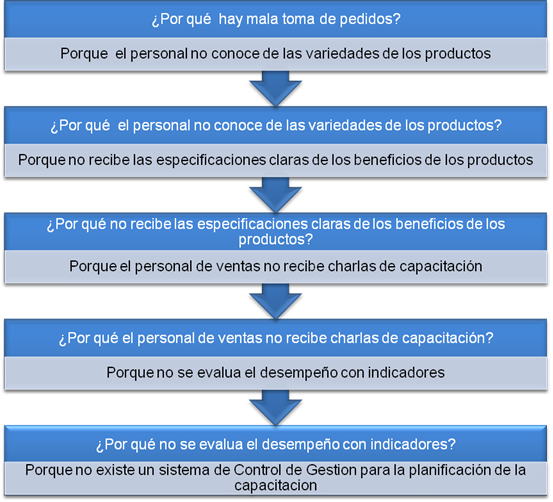 ¿Por qué  hay mala toma de pedidos?
Porque  el personal no conoce de las variedades de los productos
¿Por qué  el personal no conoce de las variedades de los productos?
Porque no recibe las especificaciones claras de los beneficios de los productos
¿Por qué no recibe las especificaciones claras de los beneficios de los
productos?
Porque el personal de ventas no recibe charlas de capacitación
¿Por qué el personal de ventas no recibe charlas de capacitación?
Porque no se evalua el desempeño con indicadores
¿Por qué no se evalua el desempeño con indicadores?
Porque no existe un sistema de Control de Gestion para la planificación de la
capacitacion